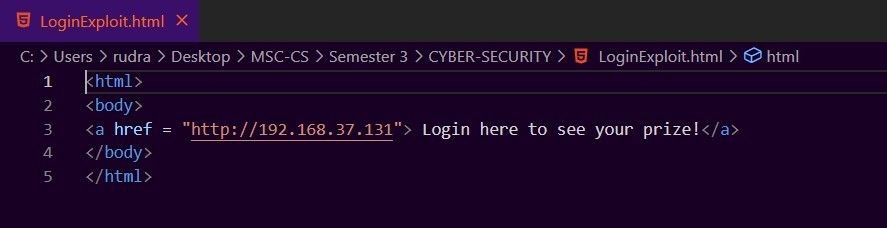 LoginExploit.html ×
C: > Users > rudra > Desktop > MSC-CS > Semester 3 > CYBER-SECURITY > LoginExploit.html > html
1 <html>
2 <body>
3 <a href = "http://192.168.37.131"> Login here to see your prize!</a>
4 </body>
5 </html>